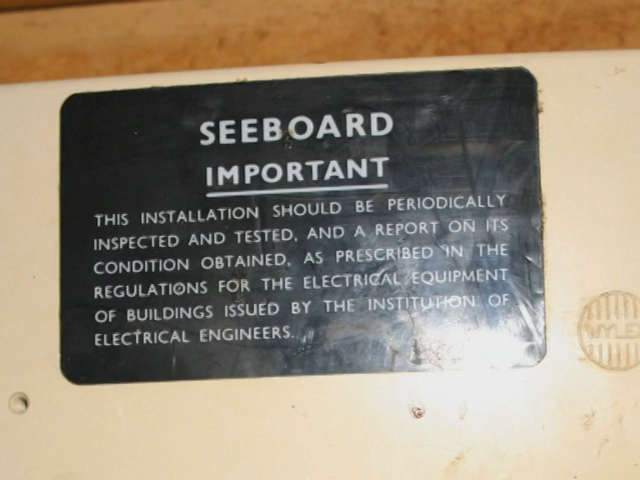 SEEBOARD
IMPORTANT
THIS INSTALLATION SHOULD BE PERIODICALLY
INSPECTED AND TESTED, AND A REPORT ON ITS
CONDITION OBTAINED, AS PRESCRIBED IN THE
REGULATIONS FOR THE ELECTRICAL EQUIPMENT
OF BUILDINGS ISSUED BY THE INSTITUTION OF
ELECTRICAL ENGINEERS.